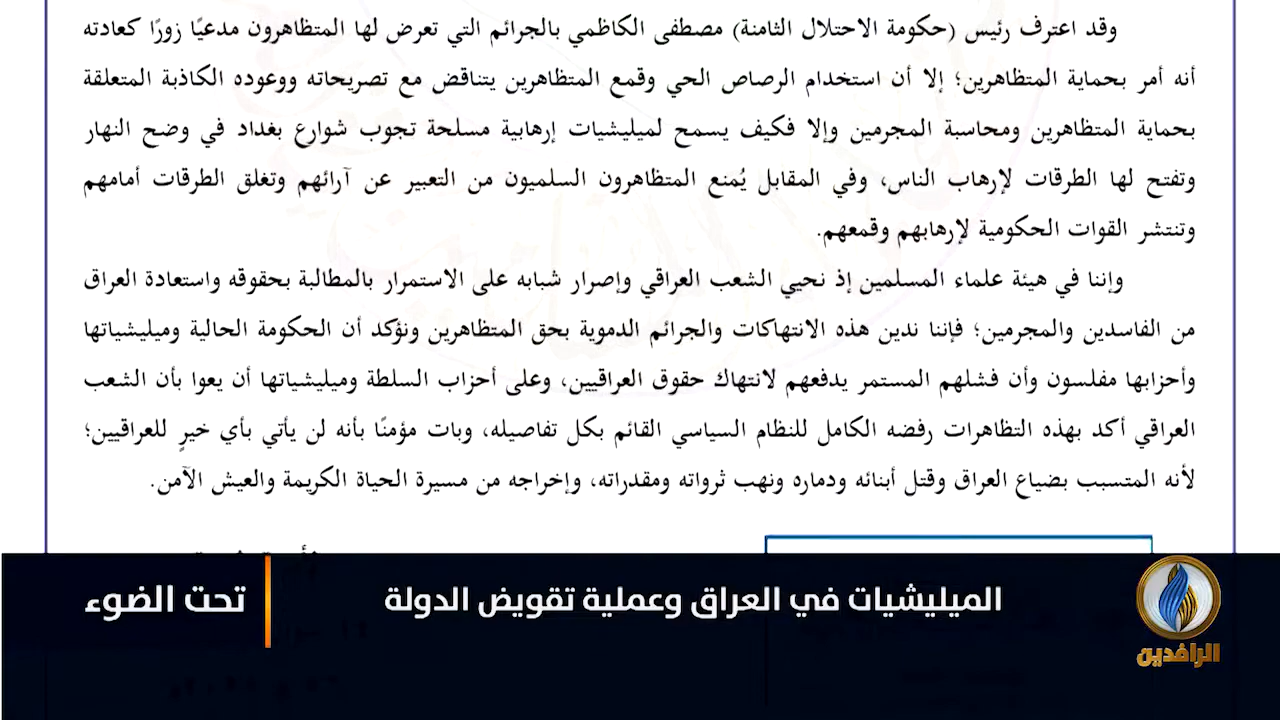 وقد اعترف رئيس (حكومة الاحتلال الثامنة) مصطفى الكاظمي بالجرائم التي تعرض لها المتظاهرون مدعيًا زورًا كعادته
أنه أمر بحماية المتظاهرين؛ إلا أن استخدام الرصاص الحي وقمع المتظاهرين يتناقض مع تصريحاته ووعوده الكاذبة المتعلقة
بحماية المتظاهرين ومحاسبة المجرمين وإلا فكيف يسمح لميليشيات إرهابية مسلحة تجوب شوارع بغداد في وضح النهار
وتفتح لها الطرقات لإرهاب الناس، وفي المقابل يُمنع المتظاهرون السلميون من التعبير عن آرائهم وتغلق الطرقات أمامهم
وتنتشر القوات الحكومية لإرهابهم وقمعهم.
وإننا في هيئة علماء المسلمين إذ نحيي الشعب العراقي وإصرار شبابه على الاستمرار بالمطالبة بحقوقه واستعادة العراق
من الفاسدين والمجرمين؛ فإننا ندين هذه الانتهاكات والجرائم الدموية بحق المتظاهرين ونؤكد أن الحكومة الحالية وميليشياتها
وأحزابها مفلسون وأن فشلهم المستمر يدفعهم لانتهاك حقوق العراقيين، وعلى أحزاب السلطة وميليشياتها أن يعوا بأن الشعب
العراقي أكد بهذه التظاهرات رفضه الكامل للنظام السياسي القائم بكل تفاصيله، وبات مؤمنًا بأنه لن يأتي بأي خيرٍ للعراقيين؛
لأنه المتسبب بضياع العراق وقتل أبنائه ودماره ونهب ثرواته ومقدراته، وإخراجه من مسيرة الحياة الكريمة والعيش الآمن.
الميليشيات في العراق وعملية تقويض الدولة
تحت الضوء
الرافدين